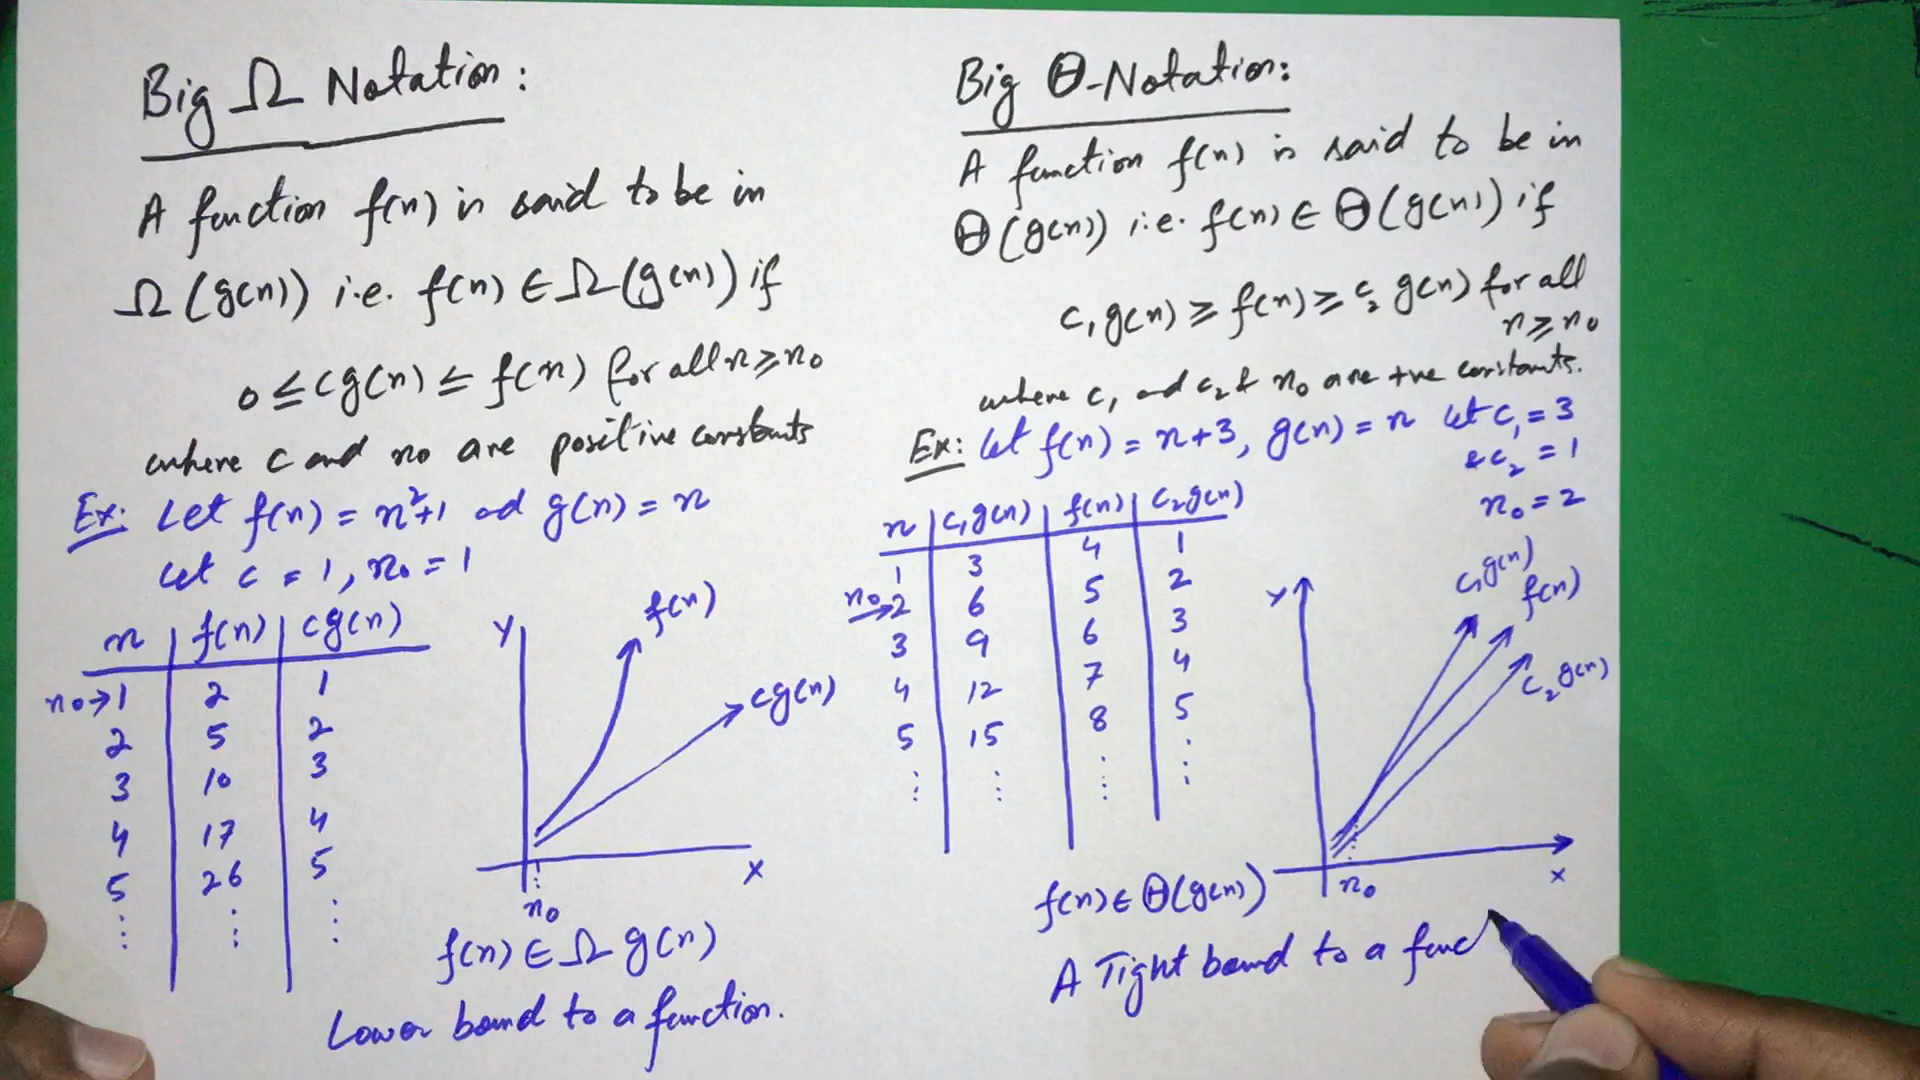 Big Ω Notation:
A function f(n) is said to be in
Ω(g(n)) i.e. f(n) ∈ Ω(g(n)) if
0 ≤ cg(n) ≤ f(n) for all n ≥ n₀
where c and n₀ are positive constants
Ex: Let f(n) = n²+1 and g(n) = n
Let c = 1, n₀ = 1
n f(n) cg(n)
n₀→1 2 1
2 5 2
3 10 3
4 17 4
5 26 5
⋮ ⋮ ⋮
Y
f(n)
cg(n)
X
n₀
f(n) ∈ Ω g(n)
Lower bound to a function.
Big Θ-Notation:
A function f(n) is said to be in
Θ(g(n)) i.e. f(n) ∈ Θ(g(n)) if
c₁g(n) ≥ f(n) ≥ c₂ g(n) for all
n ≥ n₀
where c₁ and c₂ & n₀ are +ve constants.
Ex: Let f(n) = n+3, g(n) = n Let c₁ = 3
& c₂ = 1
n₀ = 2
n c₁g(n) f(n) c₂g(n)
1 3 4 1
n₀→2 6 5 2
3 9 6 3
4 12 7 4
5 15 8 5
⋮ ⋮ ⋮ ⋮
Y
c₁g(n)
f(n)
c₂g(n)
x
n₀
f(n) ∈ Θ(g(n))
A Tight bound to a func